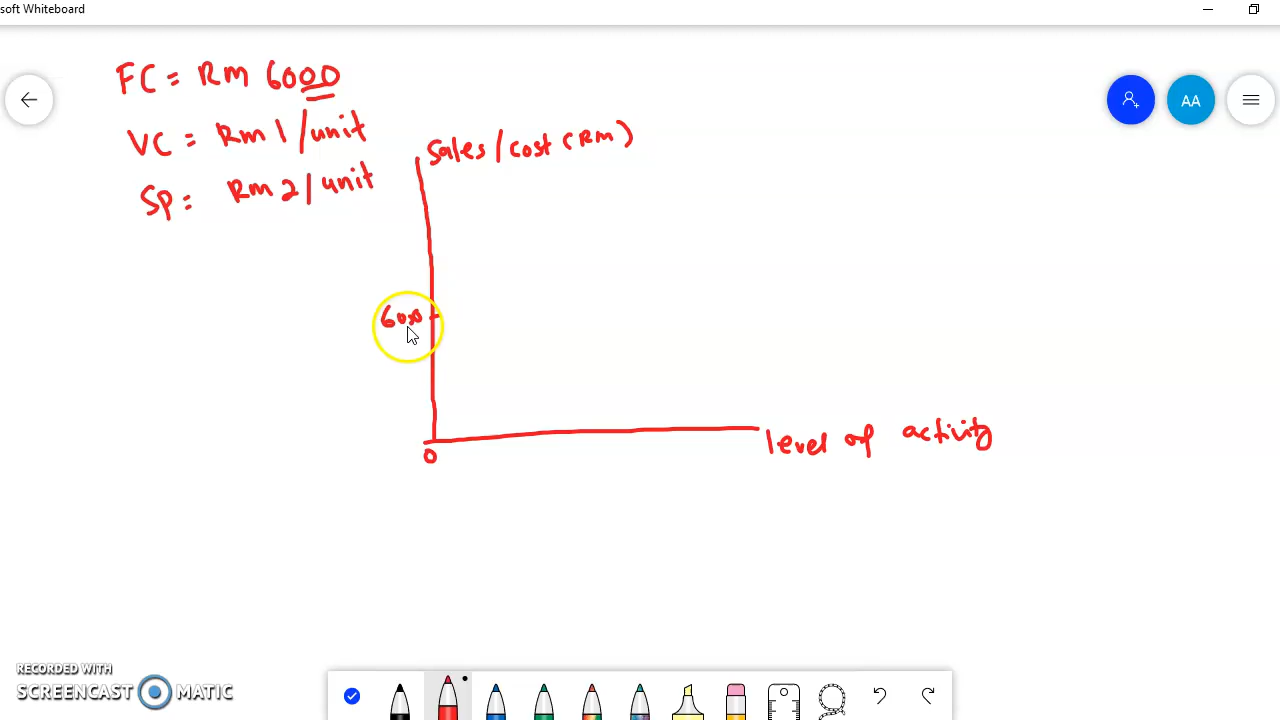 soft Whiteboard
FC = Rm 6000
VC = Rm 1/unit
SP = Rm 2/unit
Sales/cost (Rm)
AA
6000
level of activity
0
RECORDED WITH
SCREENCAST MATIC